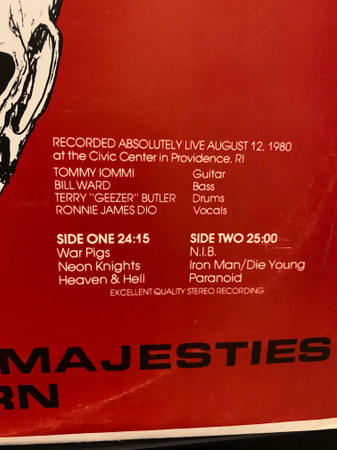 RECORDED ABSOLUTELY LIVE AUGUST 12, 1980
at the Civic Center in Providence, RI
TOMMY IOMMI Guitar
BILL WARD Bass
TERRY "GEEZER" BUTLER Drums
RONNIE JAMES DIO Vocals
SIDE ONE 24:15 SIDE TWO 25:00
War Pigs N.I.B.
Neon Knights Iron Man/Die Young
Heaven & Hell Paranoid
EXCELLENT QUALITY STEREO RECORDING
MAJESTIES
RN